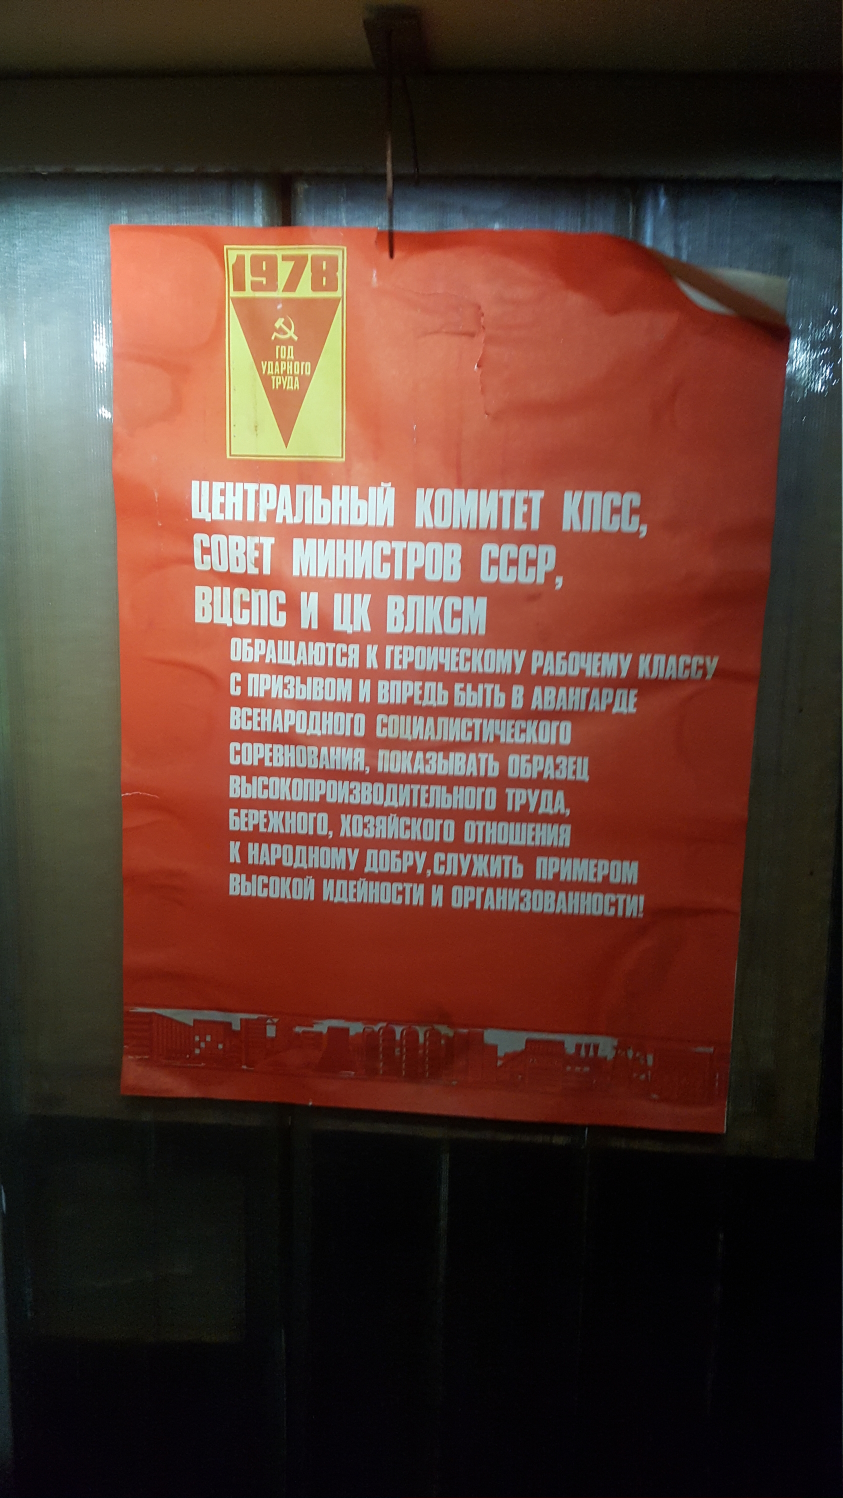 1978
ГОД
УДАРНОГО
ТРУДА
ЦЕНТРАЛЬНЫЙ КОМИТЕТ КПСС,
СОВЕТ МИНИСТРОВ СССР,
ВЦСПС И ЦК ВЛКСМ
ОБРАЩАЮТСЯ К ГЕРОИЧЕСКОМУ РАБОЧЕМУ КЛАССУ
С ПРИЗЫВОМ И ВПРЕДЬ БЫТЬ В АВАНГАРДЕ
ВСЕНАРОДНОГО СОЦИАЛИСТИЧЕСКОГО
СОРЕВНОВАНИЯ, ПОКАЗЫВАТЬ ОБРАЗЕЦ
ВЫСОКОПРОИЗВОДИТЕЛЬНОГО ТРУДА,
БЕРЕЖНОГО, ХОЗЯЙСКОГО ОТНОШЕНИЯ
К НАРОДНОМУ ДОБРУ, СЛУЖИТЬ ПРИМЕРОМ
ВЫСОКОЙ ИДЕЙНОСТИ И ОРГАНИЗОВАННОСТИ!